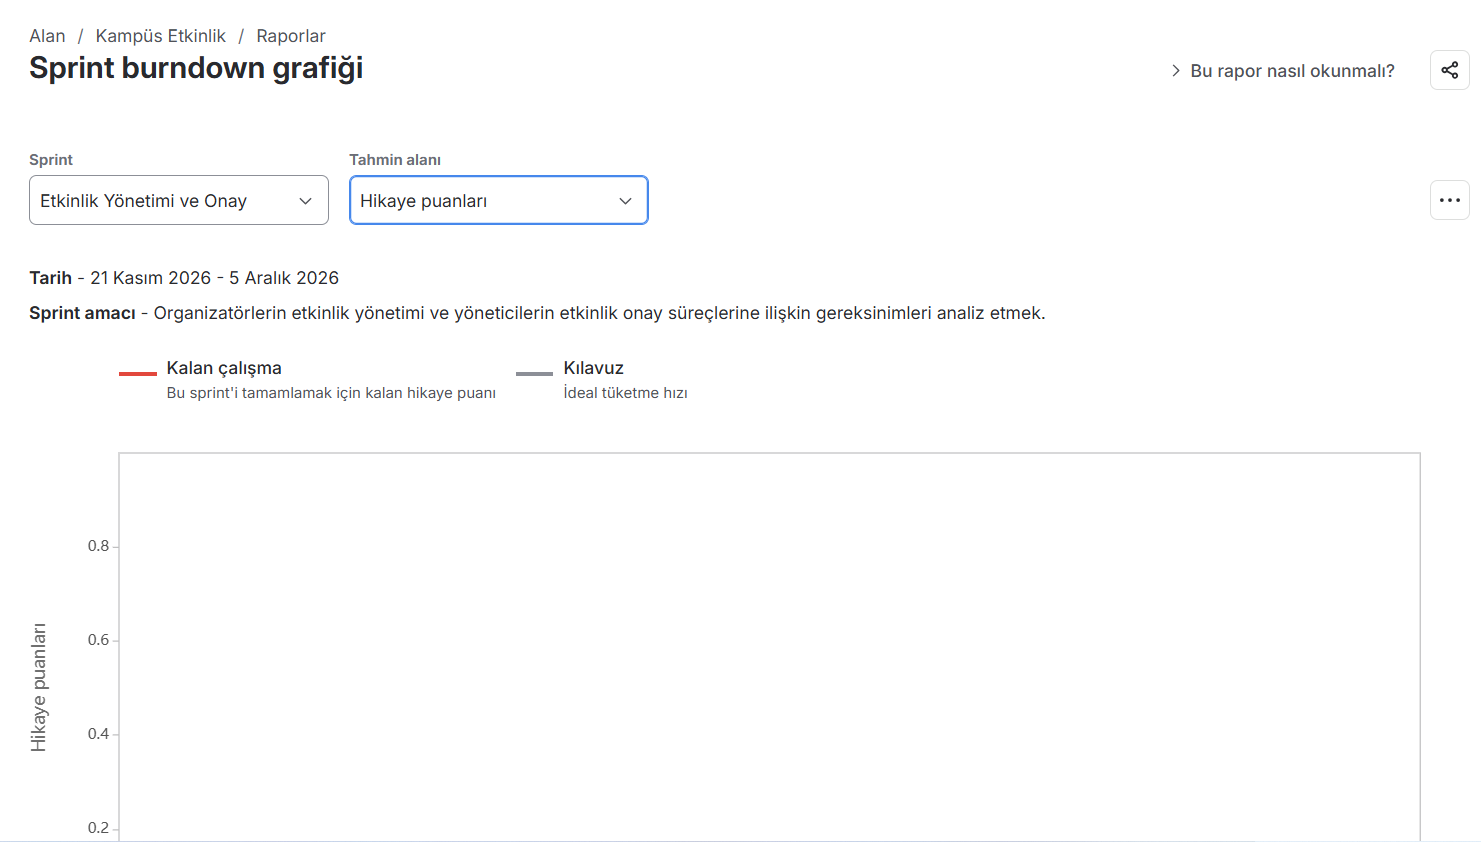 Alan / Kampüs Etkinlik / Raporlar
Sprint burndown grafiği
Bu rapor nasıl okunmalı?
Sprint
Tahmin alanı
Etkinlik Yönetimi ve Onay
Hikaye puanları
Tarih - 21 Kasım 2026 - 5 Aralık 2026
Sprint amacı - Organizatörlerin etkinlik yönetimi ve yöneticilerin etkinlik onay süreçlerine ilişkin gereksinimleri analiz etmek.
Kalan çalışma
Bu sprint'i tamamlamak için kalan hikaye puanı
Kılavuz
İdeal tüketme hızı
0.8
0.6
0.4
0.2
Hikaye puanları